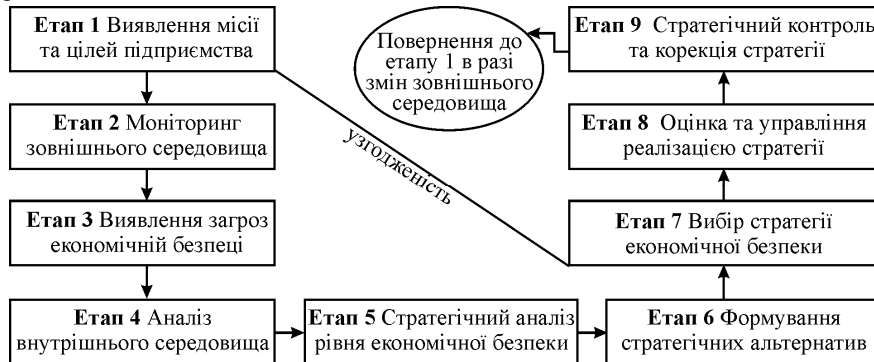 Етап 1 Виявлення місії
та цілей підприємства
Етап 2 Моніторинг
зовнішнього середовища
Етап 3 Виявлення загроз
економічній безпеці
Етап 4 Аналіз
внутрішнього середовища
Етап 5 Стратегічний аналіз
рівня економічної безпеки
Етап 6 Формування
стратегічних альтернатив
Етап 7 Вибір стратегії
економічної безпеки
Етап 8 Оцінка та управління
реалізацією стратегії
Етап 9 Стратегічний контроль
та корекція стратегії
Повернення до
етапу 1 в разі
змін зовнішнього
середовища
узгодженість